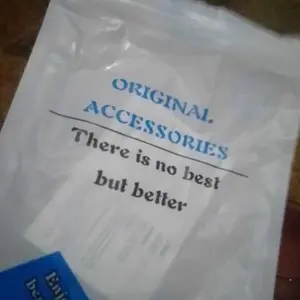 ORIGINAL
ACCESSORIES
There is no best
but better